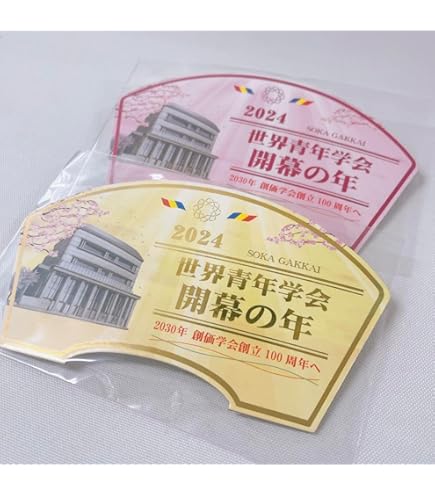 2024
SOKA GAKKAI
世界青年学会
開幕の年
2030年 創価学会創立100周年へ
2024
SOKA GAKKAI
世界青年学会
開幕の年
2030年 創価学会創立100周年へ